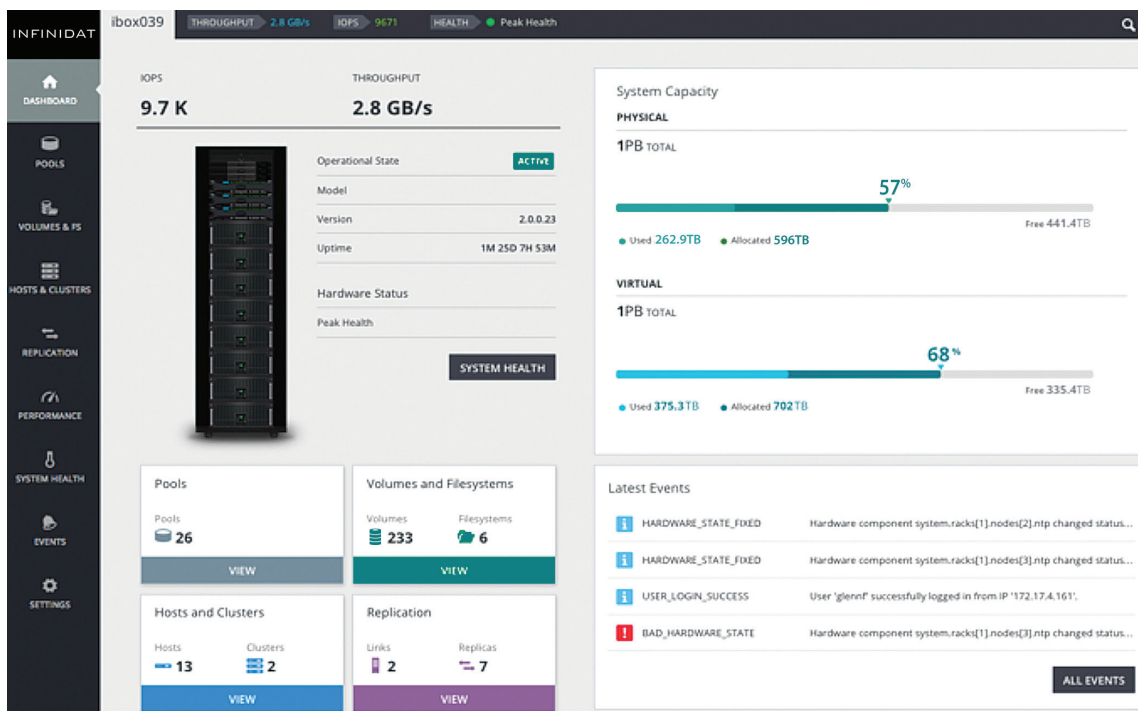 INFINIDAT
ibox039 THROUGHPUT 2.8 GB/s IOPS 9671 HEALTH Peak Health
DASHBOARD
POOLS
VOLUMES & FS
HOSTS & CLUSTERS
REPLICATION
PERFORMANCE
SYSTEM HEALTH
EVENTS
SETTINGS
IOPS THROUGHPUT
9.7 K 2.8 GB/s
Operational State ACTIVE
Model
Version 2.0.0.23
Uptime 1M 25D 7H 53M
Hardware Status
Peak Health
SYSTEM HEALTH
System Capacity
PHYSICAL
1PB TOTAL
57%
Free 441.4TB
Used 262.9TB Allocated 596TB
VIRTUAL
1PB TOTAL
68%
Free 335.4TB
Used 375.3TB Allocated 702TB
Pools
Pools
26
VIEW
Volumes and Filesystems
Volumes Filesystems
233 6
VIEW
Hosts and Clusters
Hosts Clusters
13 2
VIEW
Replication
Links Replicas
2 7
VIEW
Latest Events
HARDWARE_STATE_FIXED Hardware component system.racks[1].nodes[2].ntp changed status...
HARDWARE_STATE_FIXED Hardware component system.racks[1].nodes[3].ntp changed status...
USER_LOGIN_SUCCESS User 'glennf' successfully logged in from IP '172.17.4.161'.
BAD_HARDWARE_STATE Hardware component system.racks[1].nodes[3].ntp changed status...
ALL EVENTS